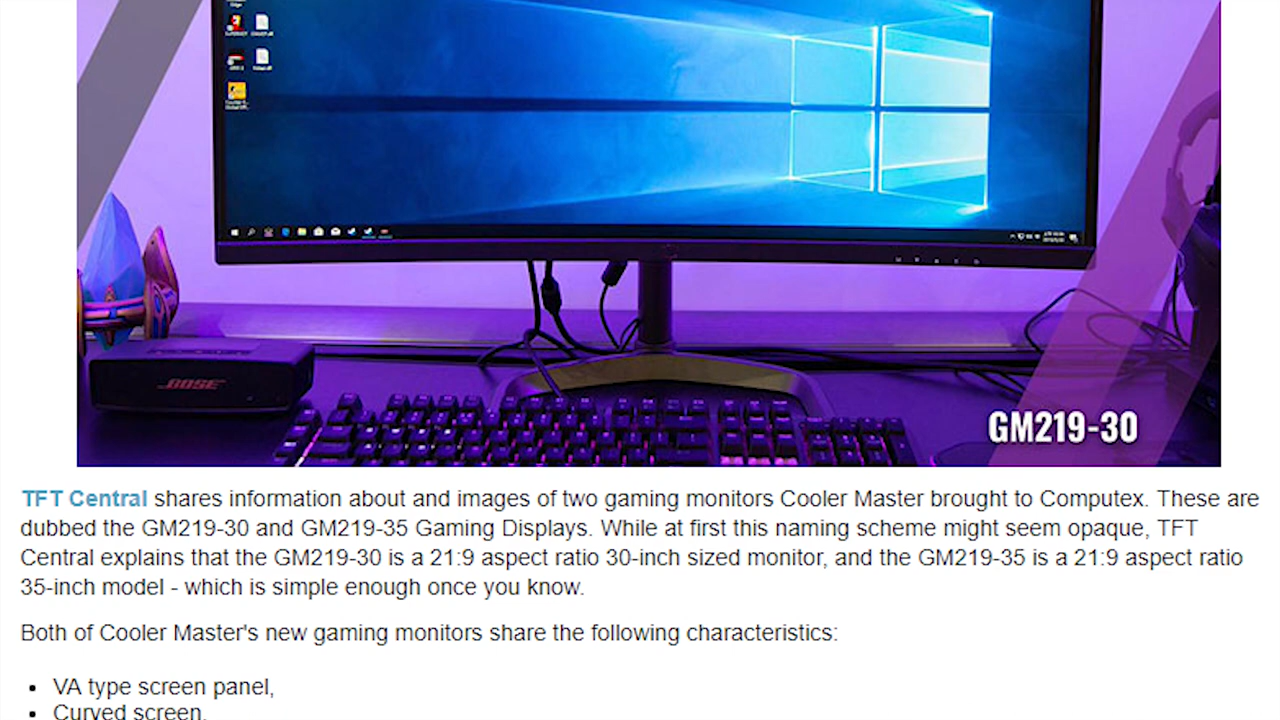 BOSE
GM219-30
TFT Central shares information about and images of two gaming monitors Cooler Master brought to Computex. These are
dubbed the GM219-30 and GM219-35 Gaming Displays. While at first this naming scheme might seem opaque, TFT
Central explains that the GM219-30 is a 21:9 aspect ratio 30-inch sized monitor, and the GM219-35 is a 21:9 aspect ratio
35-inch model - which is simple enough once you know.
Both of Cooler Master's new gaming monitors share the following characteristics:
• VA type screen panel,
• Curved screen,